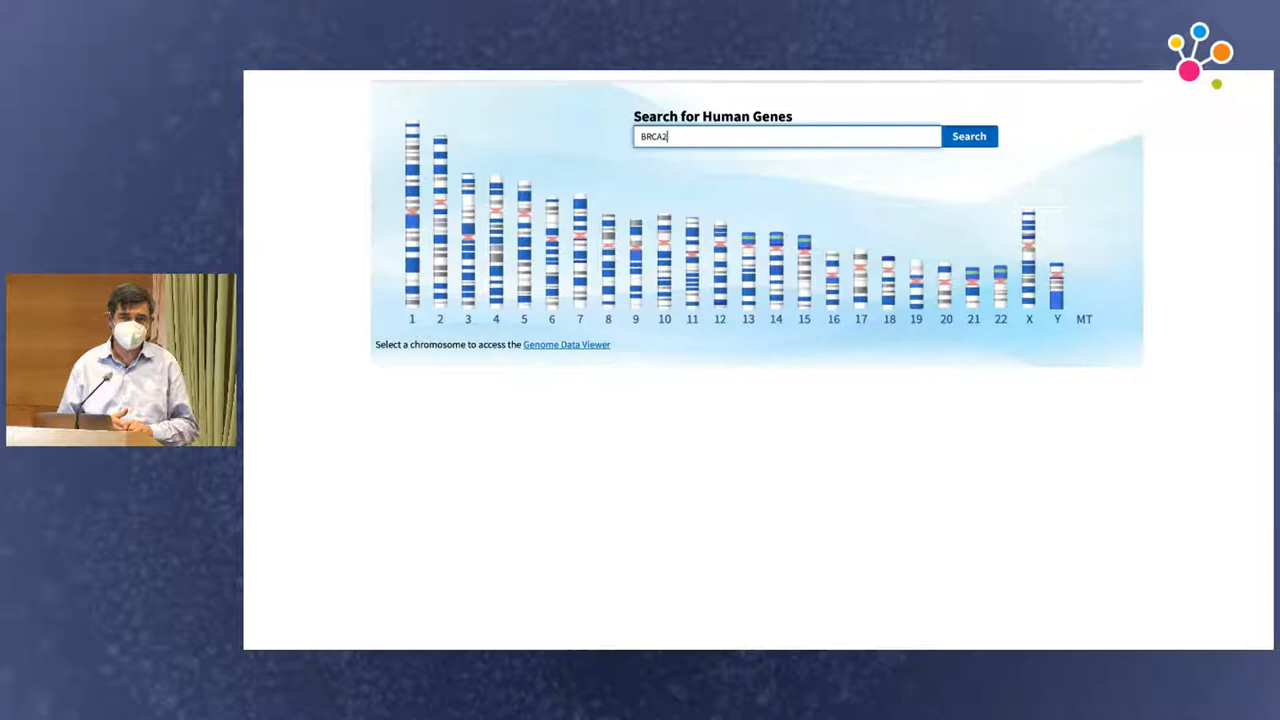 Search for Human Genes
BRCA2
Search
1 2 3 4 5 6 7 8 9 10 11 12 13 14 15 16 17 18 19 20 21 22 X Y MT
Select a chromosome to access the Genome Data Viewer